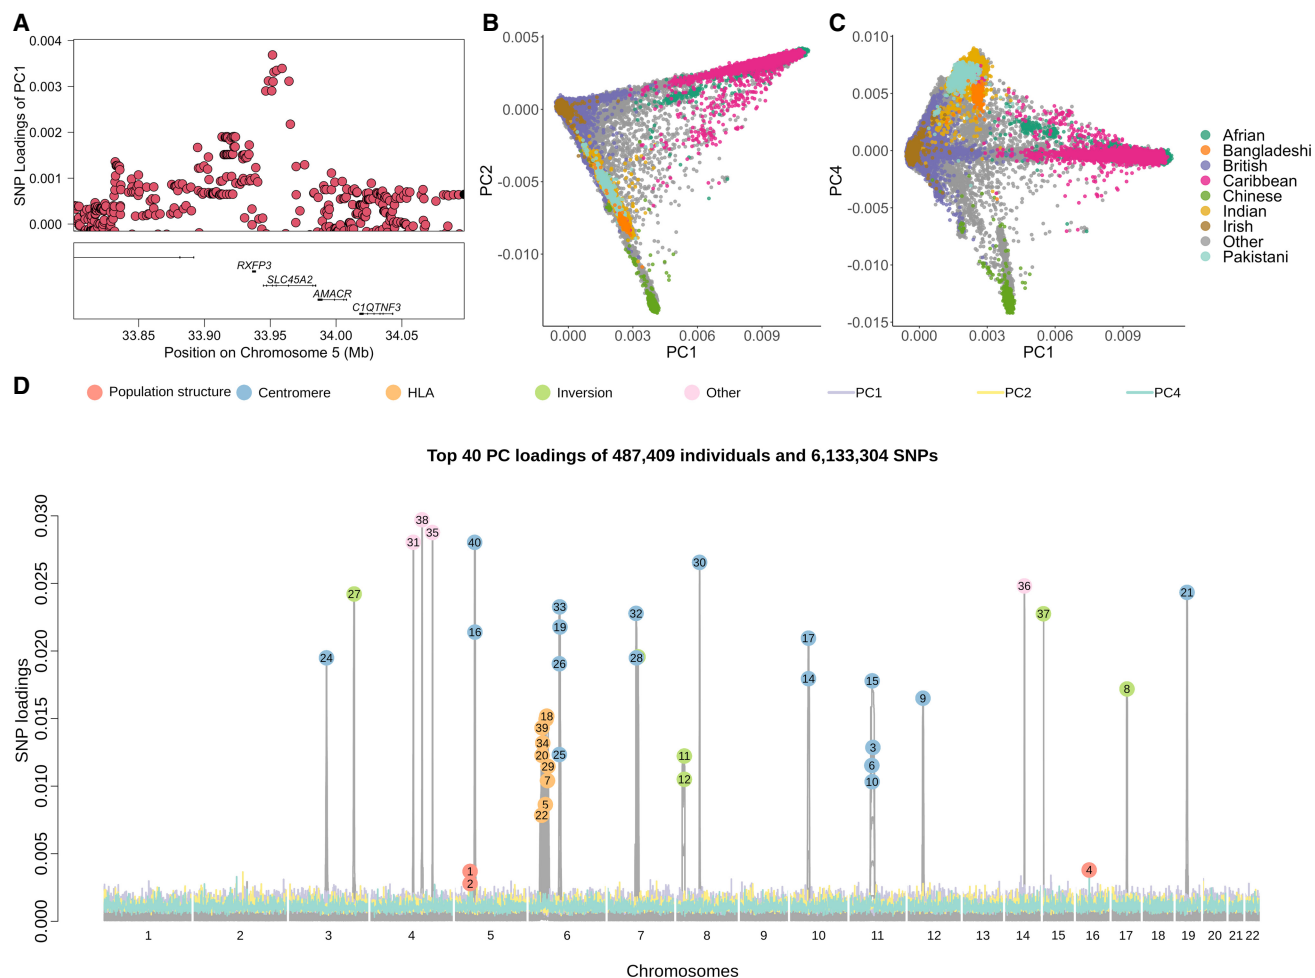 A
0.004
0.003
0.002
0.001
0.000
SNP Loadings of PC1
RXFP3
SLC45A2
AMACR
C1QTNF3
33.85 33.90 33.95 34.00 34.05
Position on Chromosome 5 (Mb)
B
0.005
0.000
-0.005
-0.010
PC2
0.000 0.003 0.006 0.009
PC1
C
0.010
0.005
0.000
-0.005
-0.010
-0.015
PC4
0.000 0.003 0.006 0.009
PC1
Afrian
Bangladeshi
British
Caribbean
Chinese
Indian
Irish
Other
Pakistani
D
Population structure Centromere HLA Inversion Other PC1 PC2 PC4
Top 40 PC loadings of 487,409 individuals and 6,133,304 SNPs
0.030
0.025
0.020
0.015
0.010
0.005
0.000
SNP loadings
24
27
31
38
35
40
16
1
2
18
39
34
20
29
7
5
22
33
19
26
25
32
28
11
12
30
17
14
15
3
6
10
9
36
37
4
8
21
1 2 3 4 5 6 7 8 9 10 11 12 13 14 15 16 17 18 19 20 21 22
Chromosomes